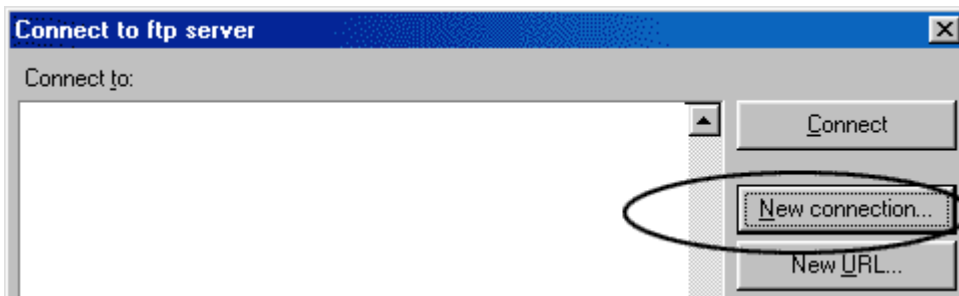 Connect to ftp server
Connect to:
Connect
New connection...
New URL...